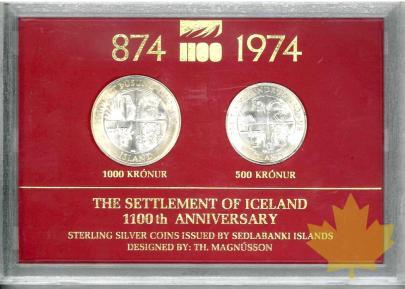 874 1100 1974
1000 KRÓNUR 500 KRÓNUR
THE SETTLEMENT OF ICELAND
1100th ANNIVERSARY
STERLING SILVER COINS ISSUED BY SEDLABANKI ISLANDS
DESIGNED BY: TH. MAGNÚSSON